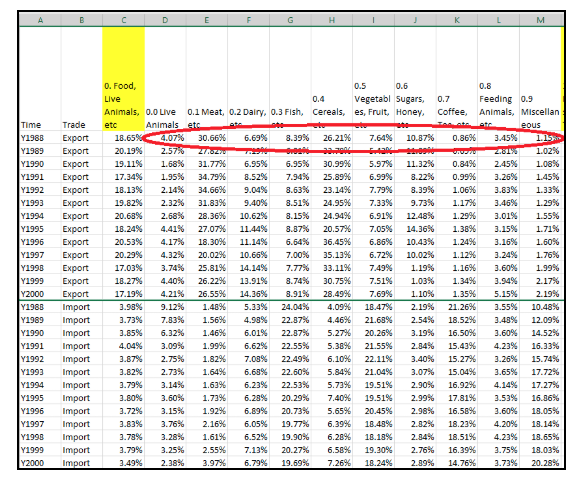 A B C D E F G H I J K L M
0. Food, 0.5 0.6 0.8
Live 0.4 Vegetabl Sugars, 0.7 Feeding 0.9
Animals, 0.0 Live 0.1 Meat, 0.2 Dairy, 0.3 Fish, Cereals, es, Fruit, Honey, Coffee, Animals, Miscellan
Time Trade etc Animals etc etc etc etc etc etc Tea, etc etc eous
Y1988 Export 18.65% 4.07% 30.66% 6.69% 8.39% 26.21% 7.64% 10.87% 0.86% 3.45% 1.15%
Y1989 Export 20.19% 2.57% 27.82% 2.81% 1.02%
Y1990 Export 19.11% 1.68% 31.77% 6.95% 6.95% 30.99% 5.97% 11.32% 0.84% 2.45% 1.08%
Y1991 Export 17.34% 1.95% 34.79% 8.52% 7.94% 25.89% 6.99% 8.22% 0.99% 3.26% 1.45%
Y1992 Export 18.13% 2.14% 34.66% 9.04% 8.63% 23.14% 7.79% 8.39% 1.06% 3.83% 1.33%
Y1993 Export 19.82% 2.32% 31.83% 9.40% 8.51% 24.95% 7.33% 9.73% 1.17% 3.46% 1.29%
Y1994 Export 20.68% 2.68% 28.36% 10.62% 8.15% 24.94% 6.91% 12.48% 1.29% 3.01% 1.55%
Y1995 Export 18.24% 4.41% 27.07% 11.44% 8.87% 20.57% 7.05% 14.36% 1.38% 3.15% 1.71%
Y1996 Export 20.53% 4.17% 18.30% 11.14% 6.64% 36.45% 6.86% 10.43% 1.24% 3.16% 1.60%
Y1997 Export 20.29% 4.32% 20.02% 10.66% 7.00% 35.13% 6.72% 10.02% 1.12% 3.24% 1.76%
Y1998 Export 17.03% 3.74% 25.81% 14.14% 7.77% 33.11% 7.49% 1.19% 1.16% 3.60% 1.99%
Y1999 Export 18.27% 4.40% 26.22% 13.91% 8.74% 30.75% 7.51% 1.03% 1.34% 3.94% 2.17%
Y2000 Export 17.19% 4.21% 26.55% 14.36% 8.91% 28.49% 7.69% 1.10% 1.35% 5.15% 2.19%
Y1988 Import 3.98% 9.12% 1.48% 5.33% 24.04% 4.09% 18.47% 2.19% 21.26% 3.55% 10.48%
Y1989 Import 3.73% 7.83% 1.56% 4.98% 22.87% 4.46% 21.68% 2.54% 18.52% 3.48% 12.09%
Y1990 Import 3.85% 6.32% 1.46% 6.01% 22.87% 5.27% 20.26% 3.19% 16.50% 3.60% 14.52%
Y1991 Import 4.04% 3.09% 1.99% 6.62% 22.55% 5.38% 21.55% 2.84% 15.43% 4.23% 16.33%
Y1992 Import 3.87% 2.75% 1.82% 7.08% 22.49% 6.10% 22.11% 3.40% 15.27% 3.26% 15.74%
Y1993 Import 3.82% 2.73% 1.64% 6.68% 22.60% 5.84% 21.04% 3.07% 15.04% 3.65% 17.72%
Y1994 Import 3.79% 3.14% 1.63% 6.23% 22.53% 5.73% 19.51% 2.90% 16.92% 4.14% 17.27%
Y1995 Import 3.80% 3.60% 1.73% 6.28% 20.29% 7.40% 19.51% 2.99% 17.81% 3.53% 16.86%
Y1996 Import 3.72% 3.15% 1.92% 6.89% 20.73% 5.65% 20.45% 2.98% 16.58% 3.60% 18.05%
Y1997 Import 3.83% 3.76% 2.16% 6.05% 19.77% 6.39% 18.48% 2.82% 18.23% 4.20% 18.14%
Y1998 Import 3.78% 3.28% 1.61% 6.52% 19.90% 6.28% 18.18% 2.84% 18.51% 4.23% 18.65%
Y1999 Import 3.79% 3.25% 2.55% 7.13% 20.27% 6.58% 19.30% 2.76% 16.39% 3.75% 18.03%
Y2000 Import 3.49% 2.38% 3.97% 6.79% 19.69% 7.26% 18.24% 2.89% 14.76% 3.73% 20.28%